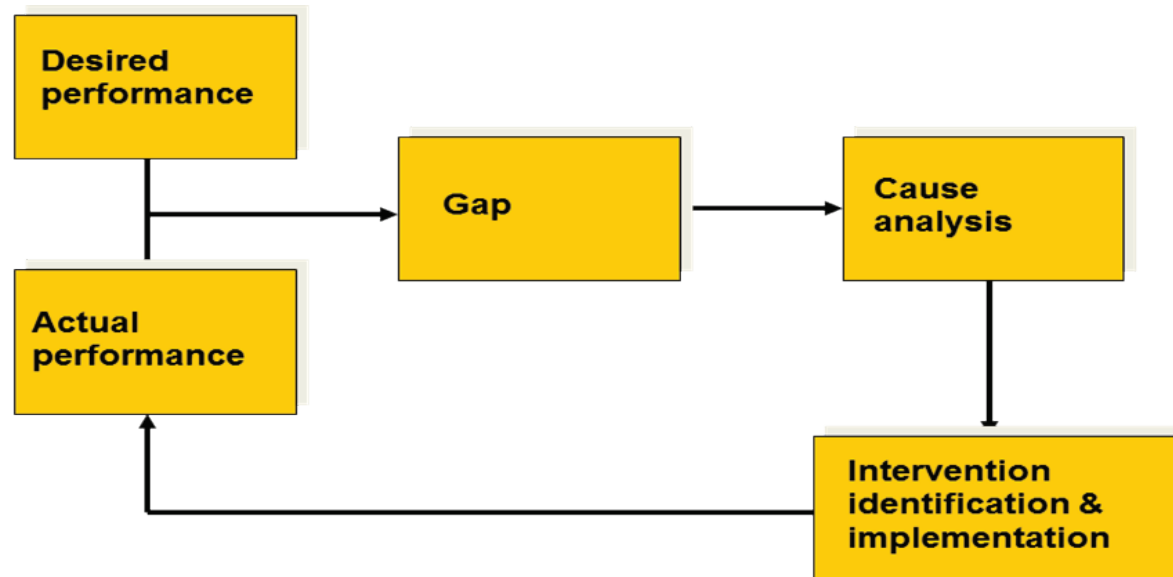 Desired
performance
Gap
Cause
analysis
Actual
performance
Intervention
identification &
implementation